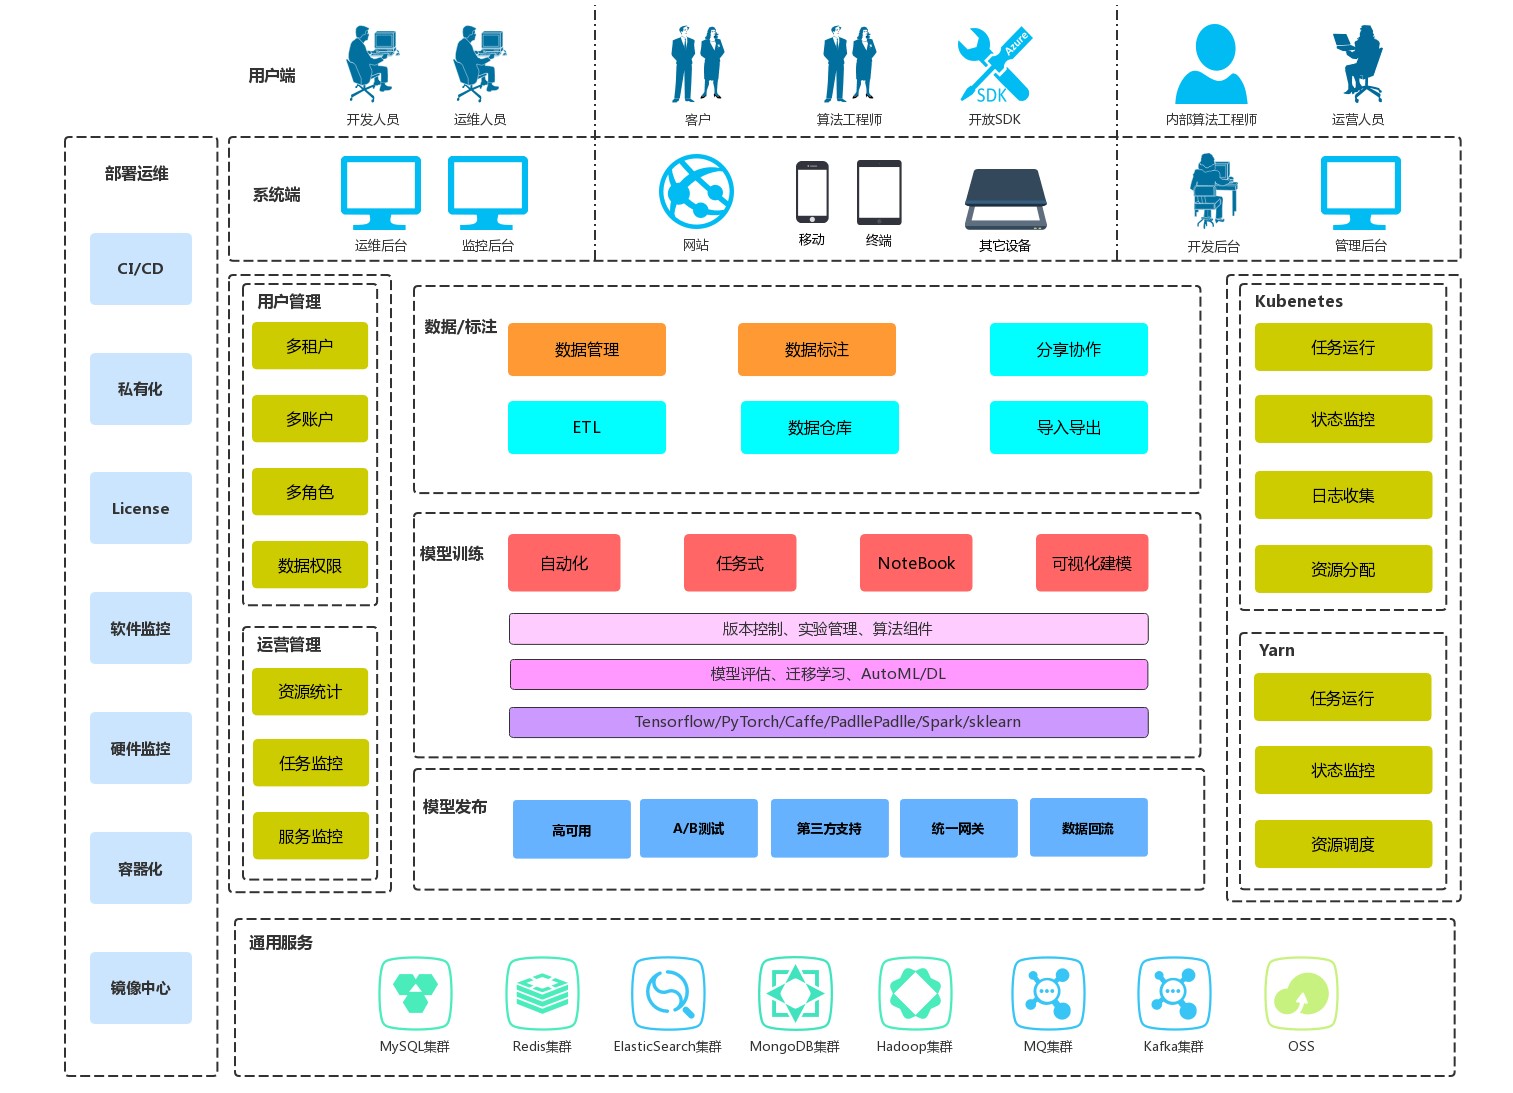 用户端
开发人员
运维人员
客户
算法工程师
Azure
SDK
开放SDK
内部算法工程师
运营人员
系统端
运维后台
监控后台
网站
移动
终端
其它设备
开发后台
管理后台
部署运维
CI/CD
私有化
License
软件监控
硬件监控
容器化
镜像中心
用户管理
多租户
多账户
多角色
数据权限
运营管理
资源统计
任务监控
服务监控
数据/标注
数据管理
数据标注
分享协作
ETL
数据仓库
导入导出
模型训练
自动化
任务式
NoteBook
可视化建模
版本控制、实验管理、算法组件
模型评估、迁移学习、AutoML/DL
Tensorflow/PyTorch/Caffe/PadllePadlle/Spark/sklearn
模型发布
高可用
A/B测试
第三方支持
统一网关
数据回流
Kubenetes
任务运行
状态监控
日志收集
资源分配
Yarn
任务运行
状态监控
资源调度
通用服务
MySQL集群
Redis集群
ElasticSearch集群
MongoDB集群
Hadoop集群
MQ集群
Kafka集群
OSS